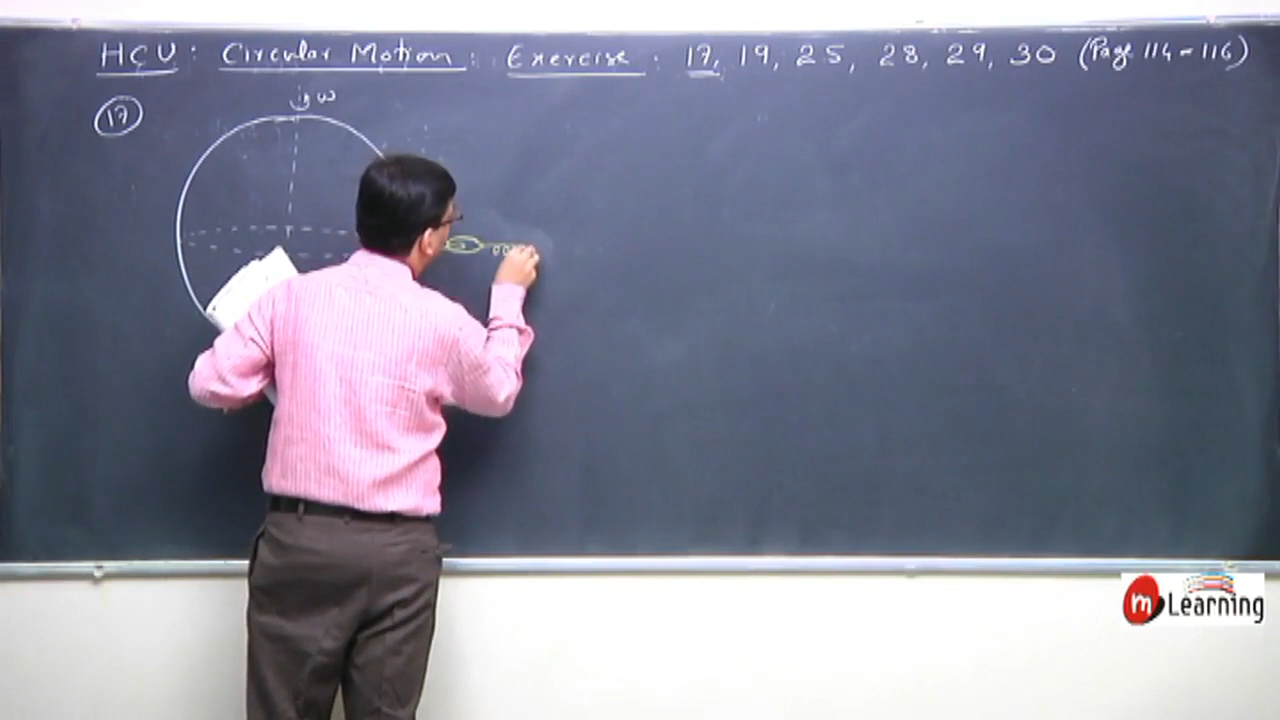 HCV : Circular Motion : Exercise : 17, 19, 25, 28, 29, 30 (Page 114 - 116)
17
ω
m Learning